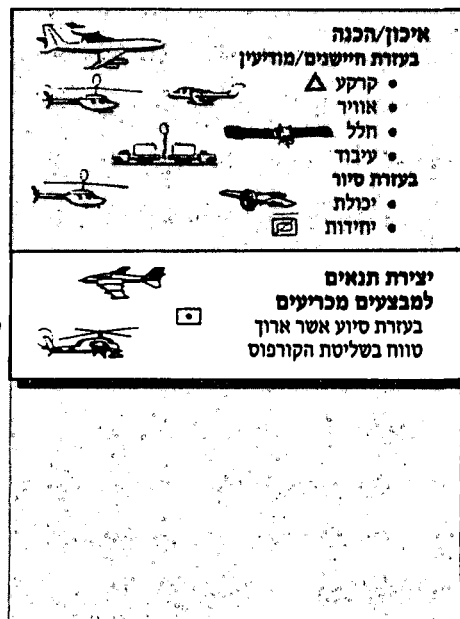 איכון/הכנה
בעזרת חיישנים/מודיעין
• קרקע
• אוויר
• חלל
• עיבוד
בעזרת סיור
• יכולת
• יחידות
יצירת תנאים
למבצעים מכריעים
בעזרת סיוע אשר ארוך
טווח בשליטת הקורפוס